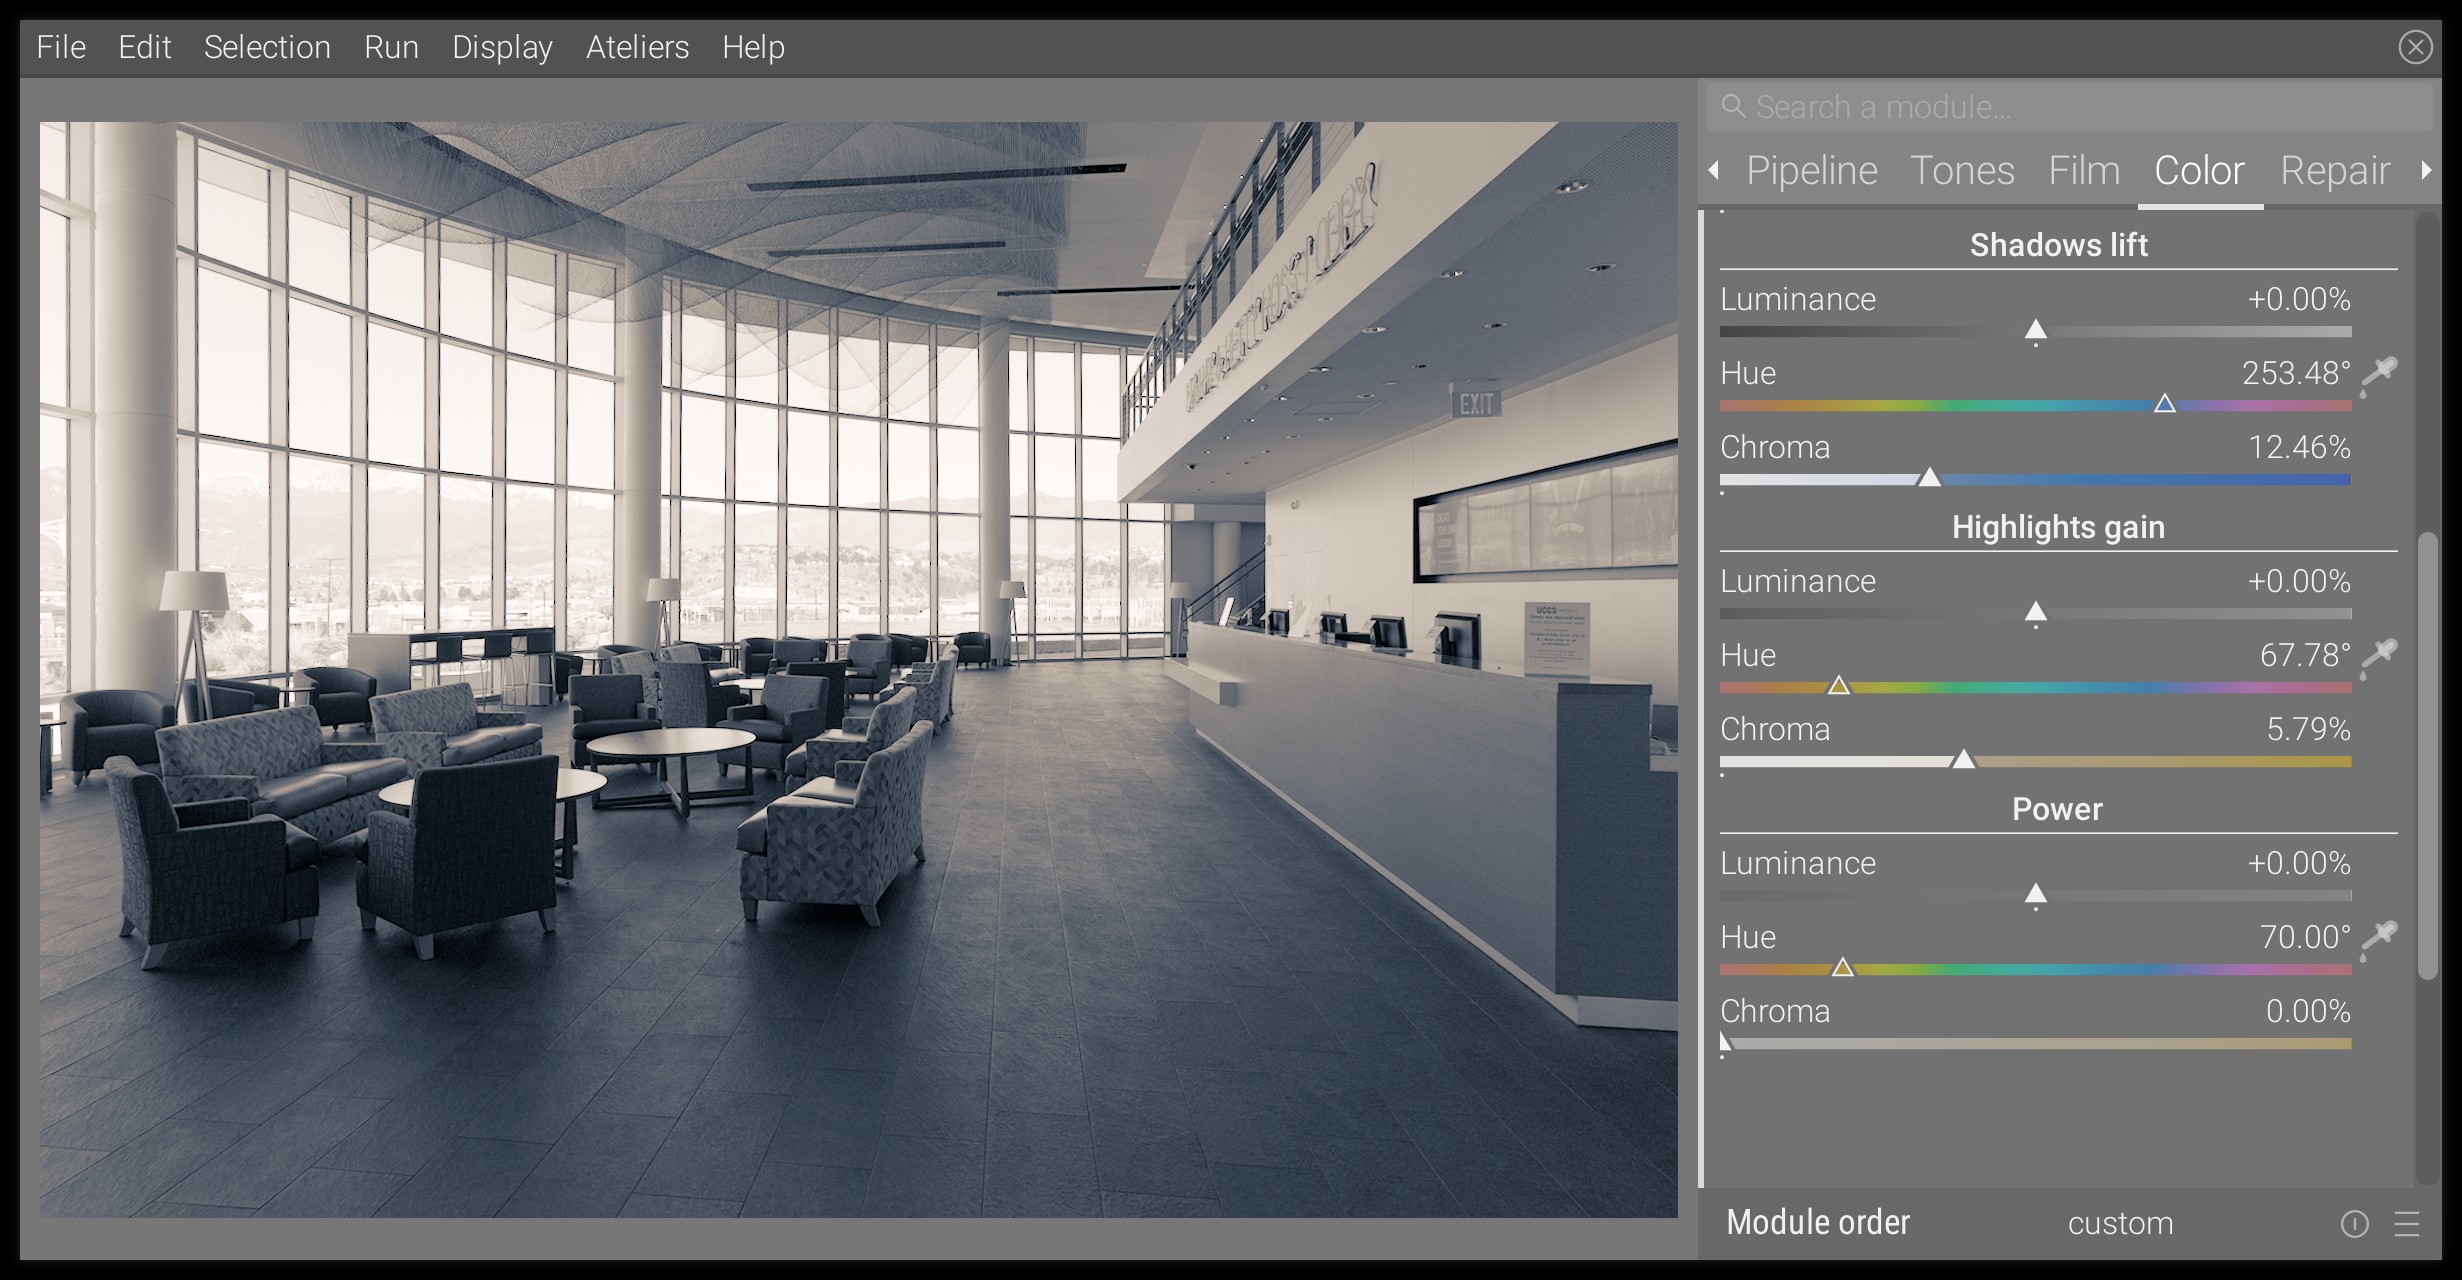 File Edit Selection Run Display Ateliers Help
Search a module...
Pipeline Tones Film Color Repair
Shadows lift
Luminance +0.00%
Hue 253.48°
Chroma 12.46%
Highlights gain
Luminance +0.00%
Hue 67.78°
Chroma 5.79%
Power
Luminance +0.00%
Hue 70.00°
Chroma 0.00%
Module order custom
EXIT
UCCS